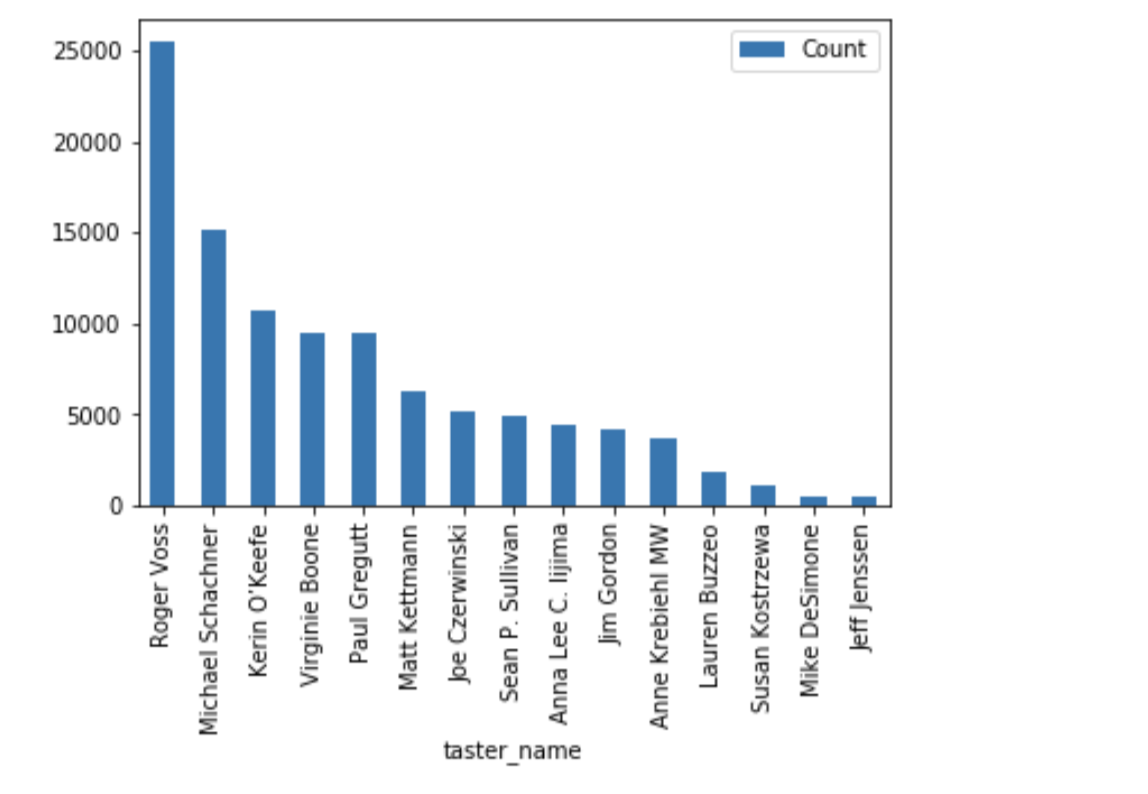 25000
20000
15000
10000
5000
0
Count
Roger Voss
Michael Schachner
Kerin O'Keefe
Virginie Boone
Paul Gregutt
Matt Kettmann
Joe Czerwinski
Sean P. Sullivan
Anna Lee C. Iijima
Jim Gordon
Anne Krebiehl MW
Lauren Buzzeo
Susan Kostrzewa
Mike DeSimone
Jeff Jenssen
taster_name